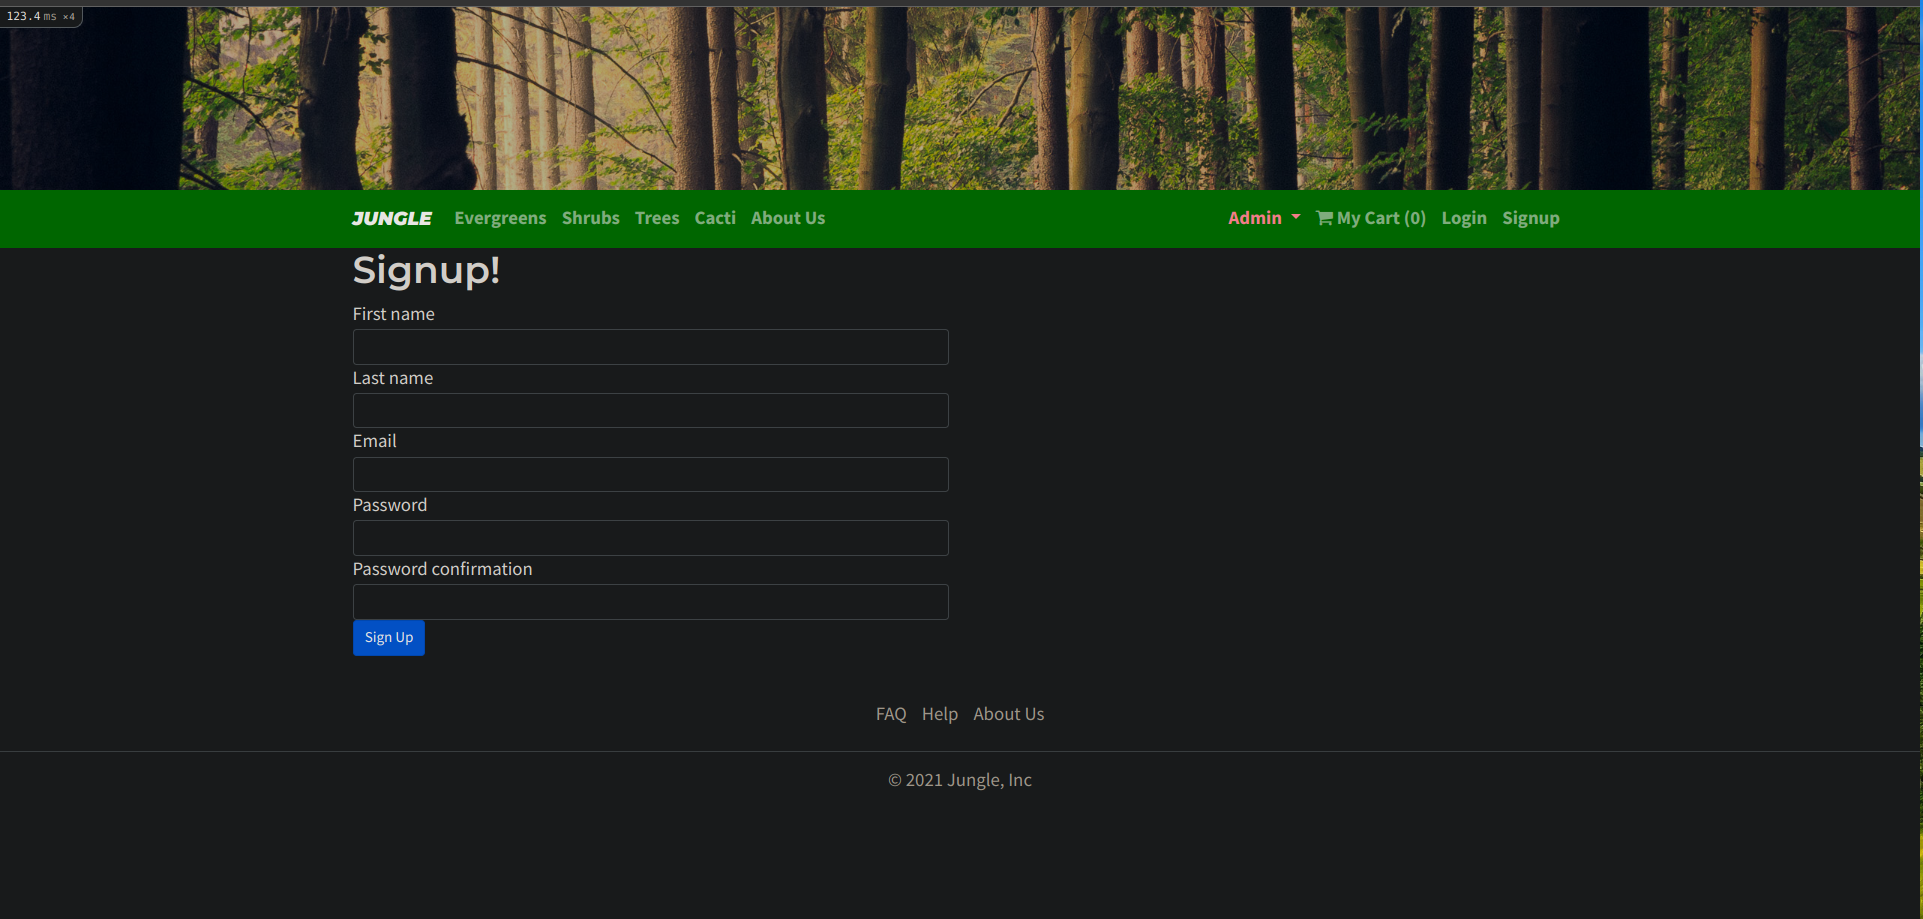 123.4 ms ×4
JUNGLE Evergreens Shrubs Trees Cacti About Us Admin My Cart (0) Login Signup
Signup!
First name
Last name
Email
Password
Password confirmation
Sign Up
FAQ Help About Us
© 2021 Jungle, Inc